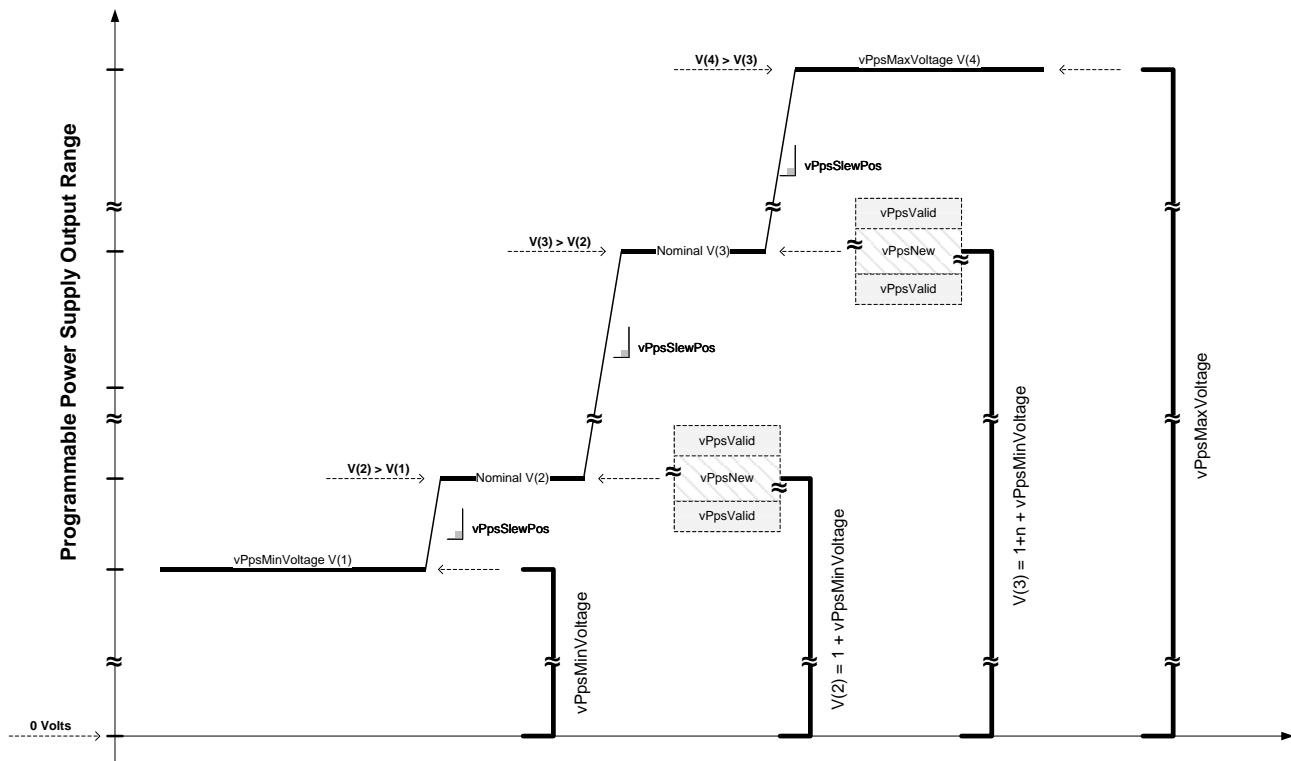 Programmable Power Supply Output Range
V(4) > V(3)
vPpsMaxVoltage V(4)
vPpsSlewPos
vPpsValid
V(3) > V(2)
Nominal V(3)
vPpsNew
vPpsValid
vPpsSlewPos
vPpsMaxVoltage
V(3) = 1+n + vPpsMinVoltage
vPpsValid
V(2) > V(1)
Nominal V(2)
vPpsNew
vPpsValid
vPpsSlewPos
V(2) = 1 + vPpsMinVoltage
vPpsMinVoltage V(1)
vPpsMinVoltage
0 Volts